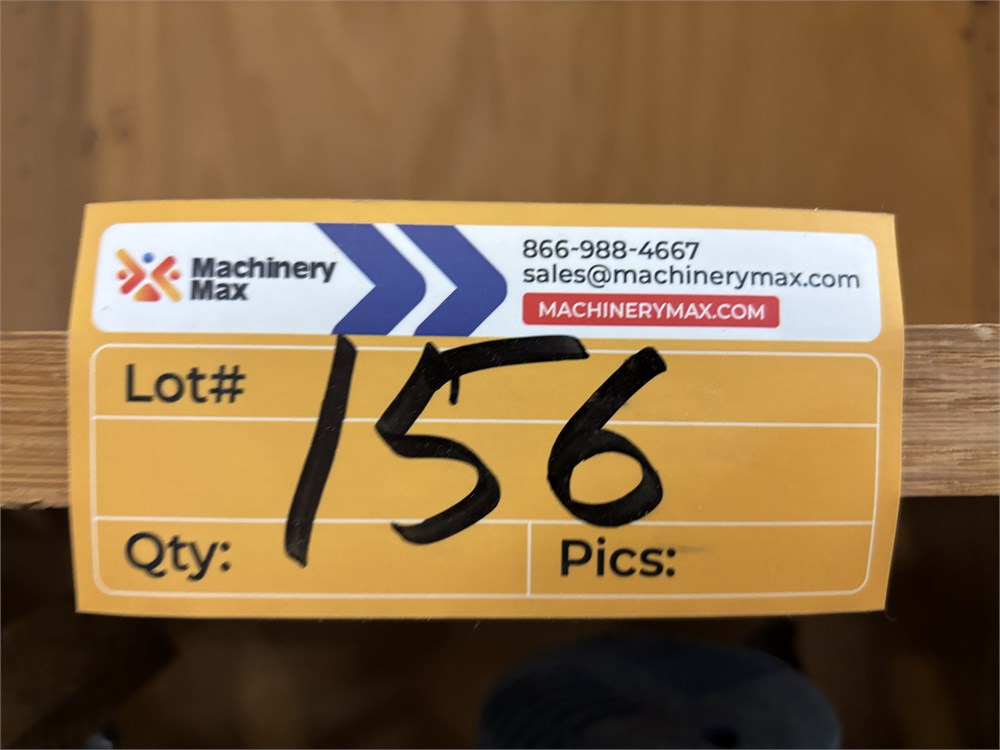 Machinery
Max
866-988-4667
sales@machinerymax.com
MACHINERYMAX.COM
Lot#
156
Qty:
Pics: